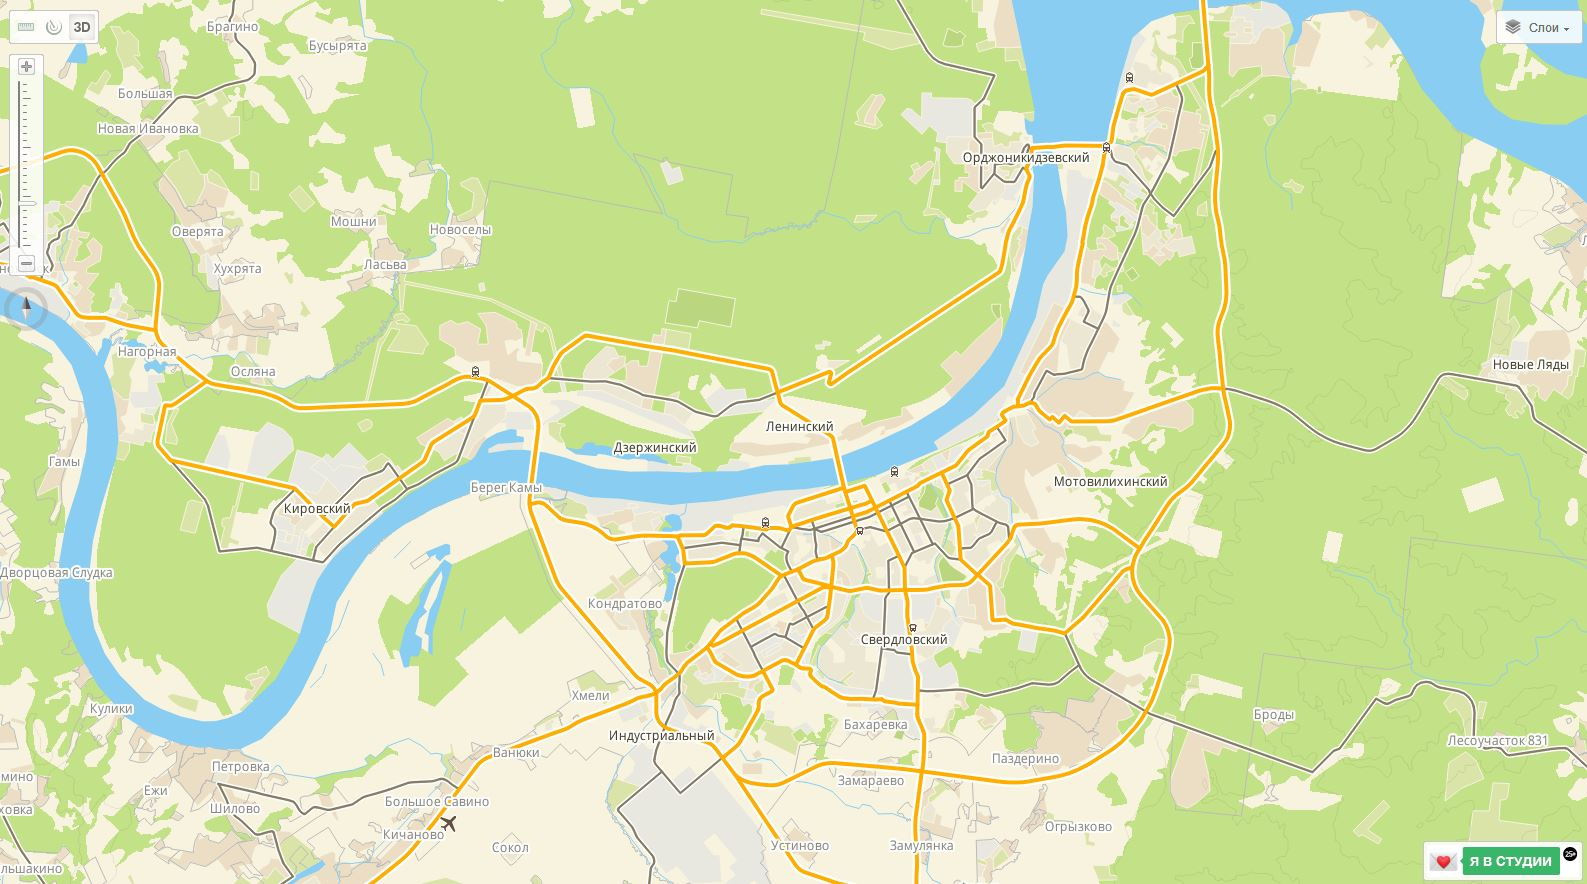 3D
Слои
Брагино
Бусырята
Большая
Новая Ивановка
Орджоникидзевский
Мошни
Оверята
Новоселы
Ласьва
Хухрята
Нагорная
Осляна
Новые Ляды
Ленинский
Дзержинский
Гамы
Мотовилихинский
Берег Камы
Кировский
Дворцовая Слудка
Кондратово
Свердловский
Хмели
Кулики
Броды
Бахаревка
Индустриальный
Лесоучасток 831
Ванюки
Паздерино
Петровка
Замараево
Ежи
Большое Савино
Шилово
Кичаново
Огрызково
Сокол
Устиново
Замулянка
Я В СТУДИИ
25+